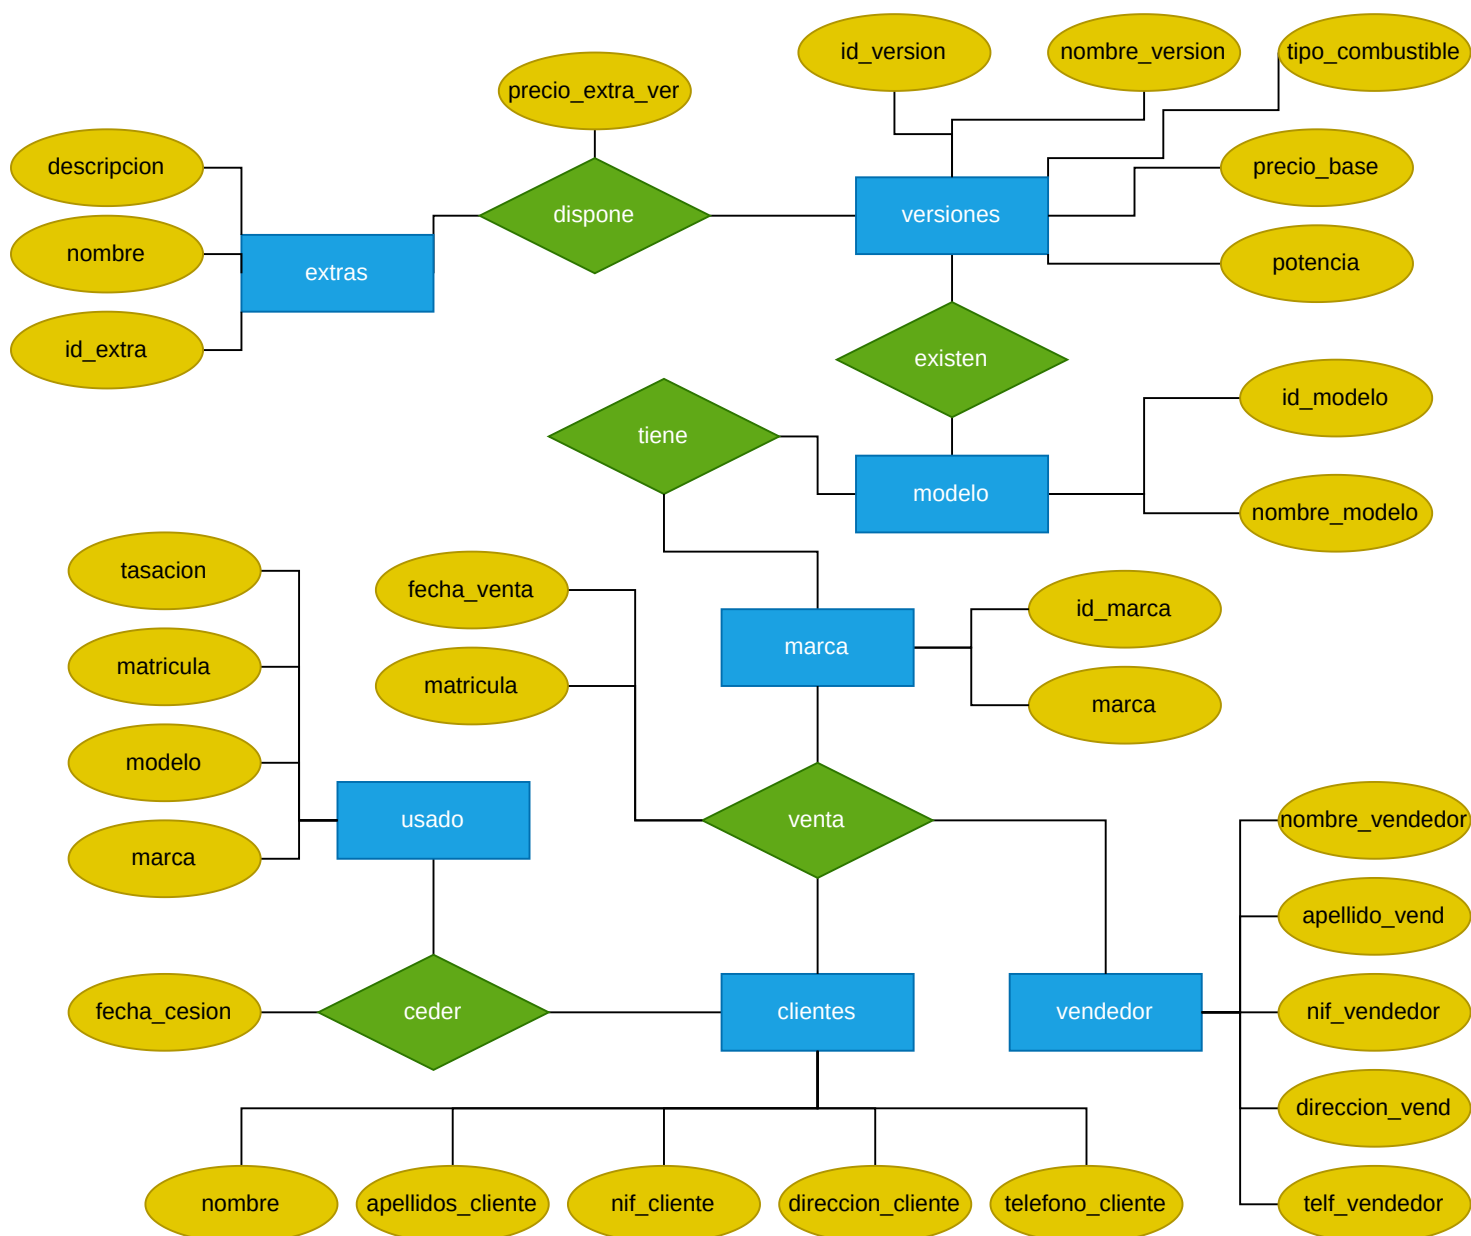 id_version
nombre_version
tipo_combustible
precio_extra_ver
descripcion
precio_base
dispone
versiones
nombre
extras
potencia
id_extra
existen
id_modelo
tiene
modelo
nombre_modelo
tasacion
fecha_venta
id_marca
matricula
matricula
marca
marca
modelo
usado
venta
nombre_vendedor
marca
apellido_vend
fecha_cesion
ceder
clientes
vendedor
nif_vendedor
direccion_vend
nombre
apellidos_cliente
nif_cliente
direccion_cliente
telefono_cliente
telf_vendedor